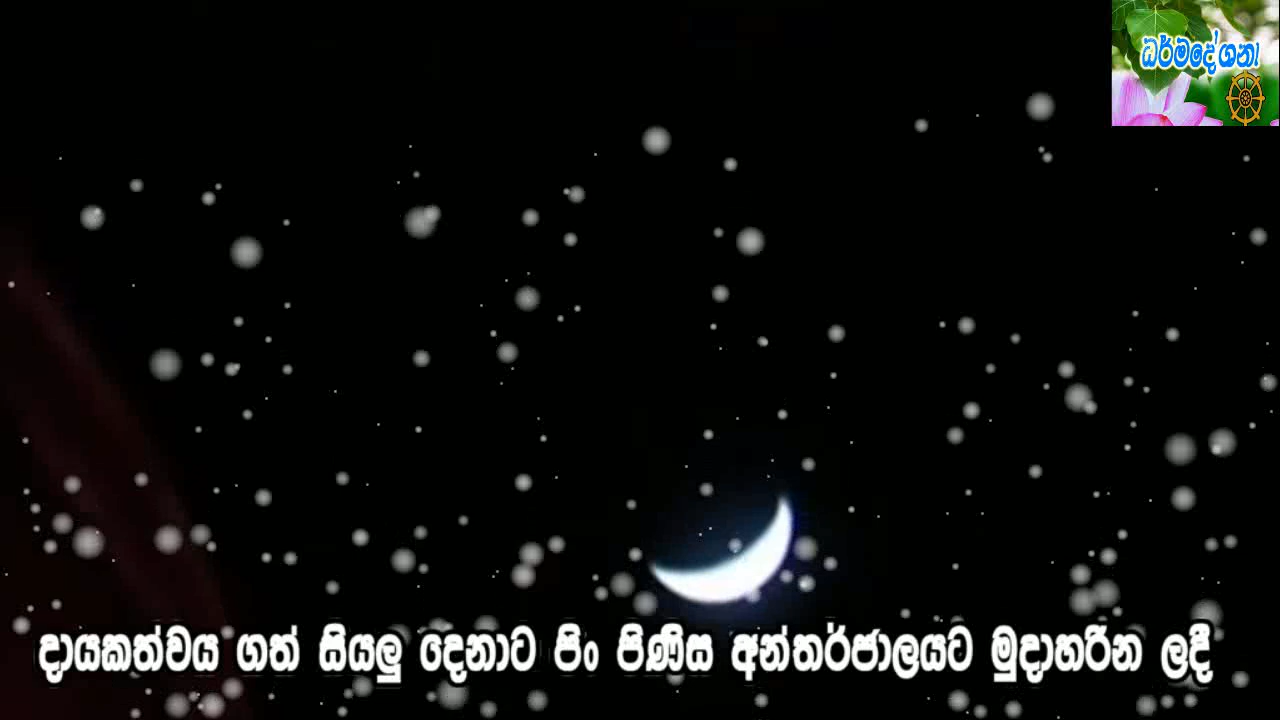 ධර්මදේශනා
දායකත්වය ගත් සියලු දෙනාට පිං පිණිස අන්තර්ජාලයට මුදාහරින ලදී